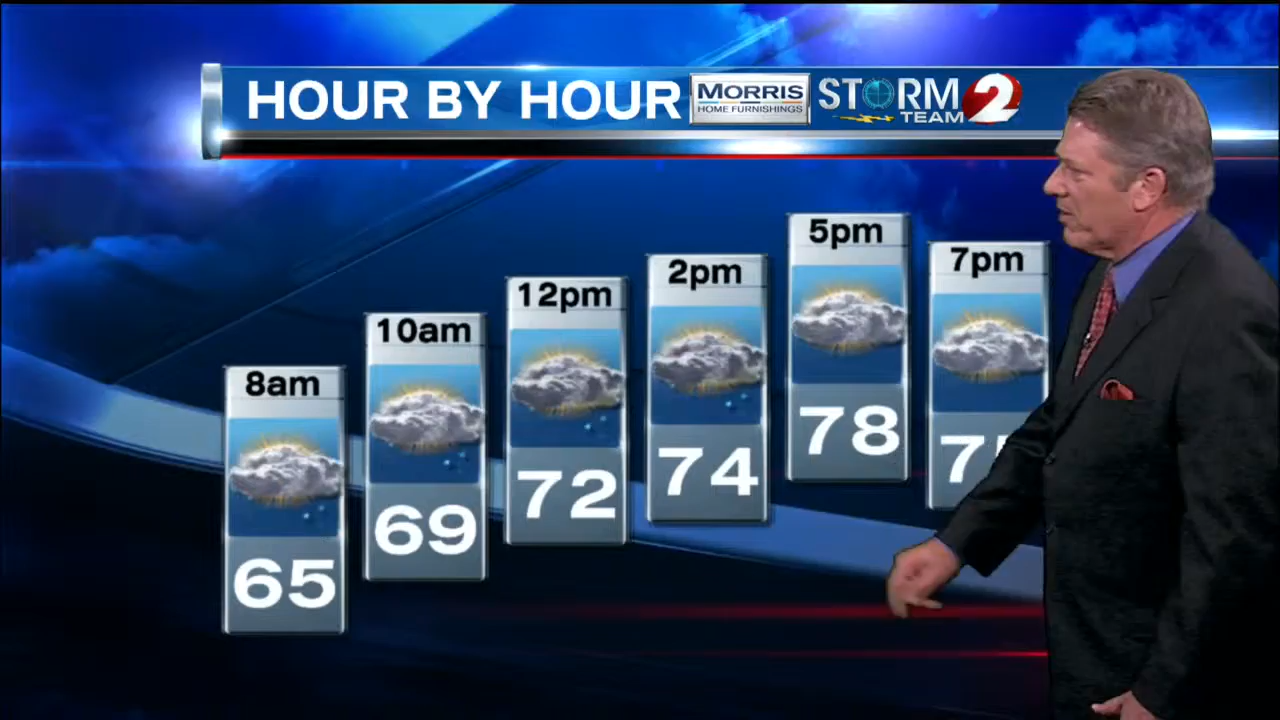 HOUR BY HOUR
MORRIS
HOME FURNISHINGS
STORM
TEAM 2
8am
65
10am
69
12pm
72
2pm
74
5pm
78
7pm